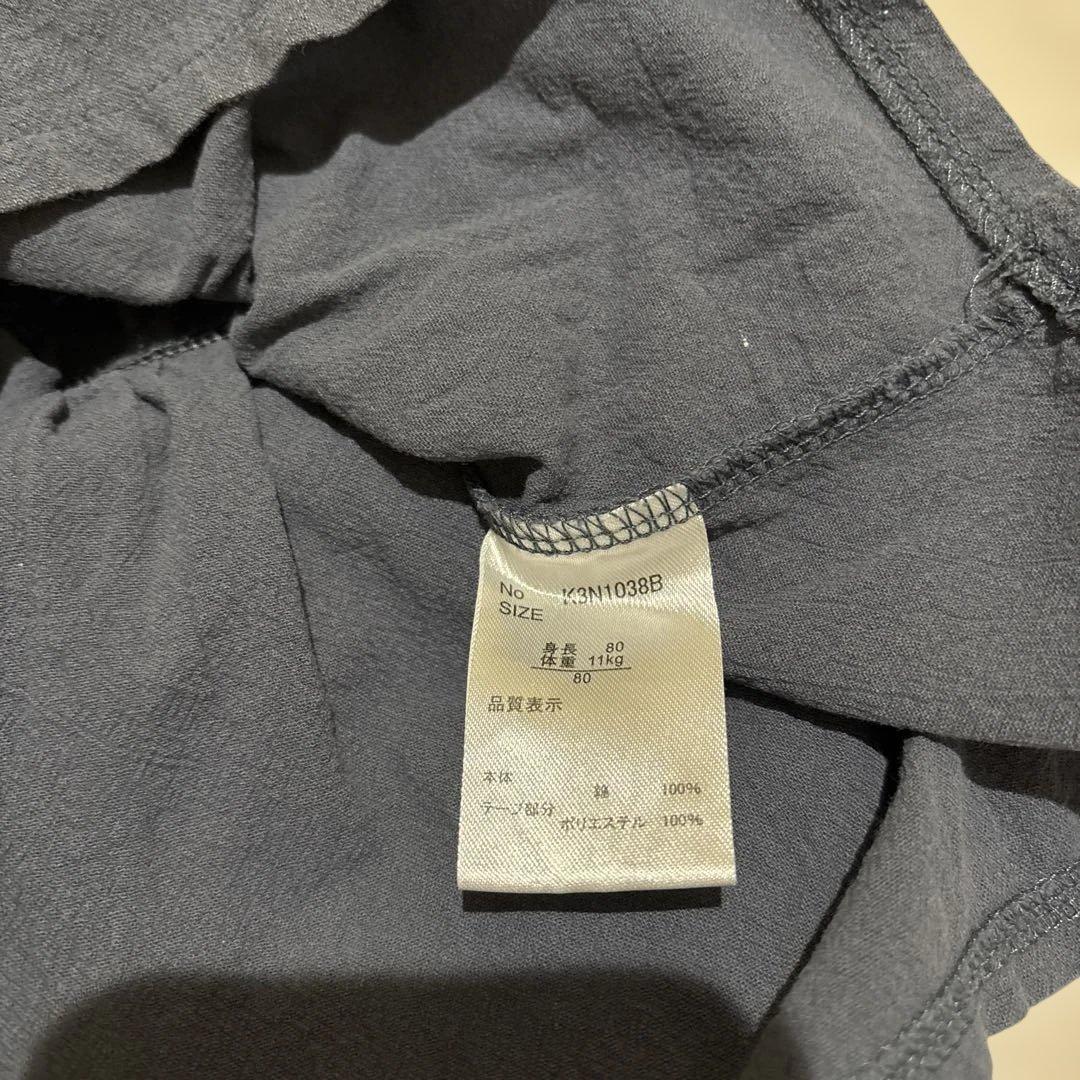 No K3N1038B
SIZE
身長 80
体重 11kg
80
品質表示
本体 綿 100%
テープ部分
ポリエステル 100%